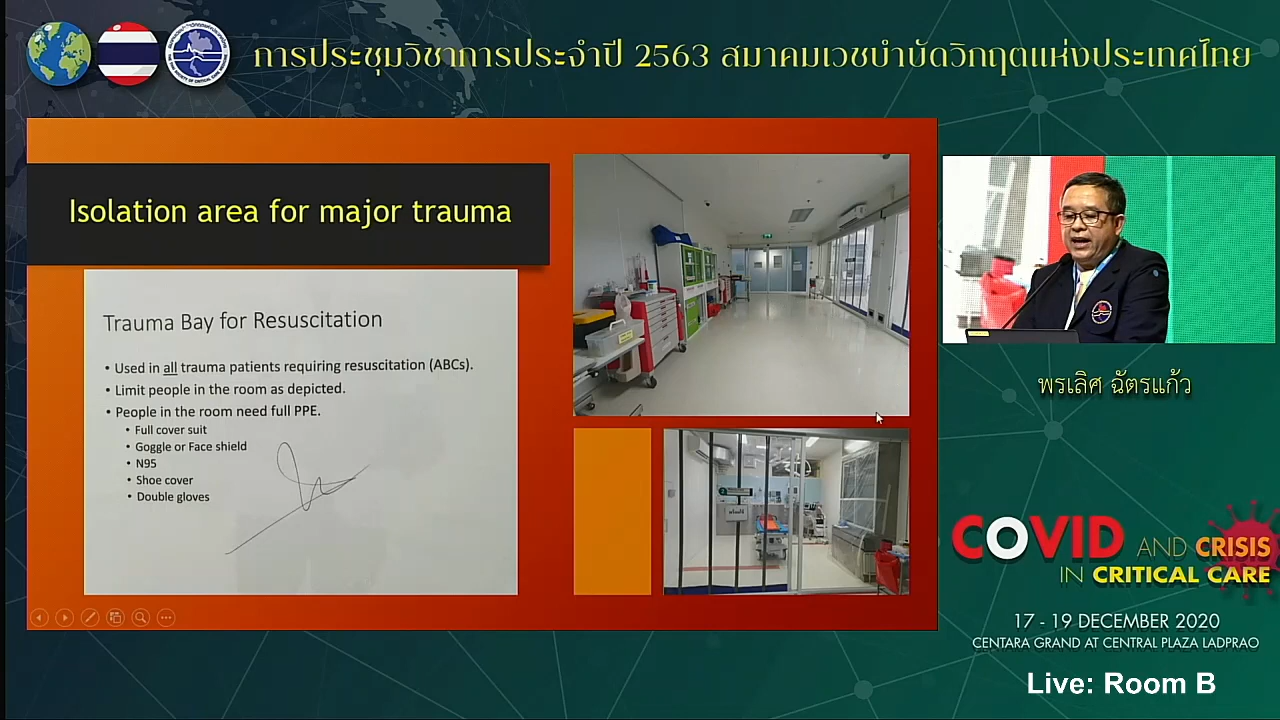 การประชุมวิชาการประจำปี 2563 สมาคมเวชบำบัดวิกฤตแห่งประเทศไทย
Isolation area for major trauma
Trauma Bay for Resuscitation
• Used in all trauma patients requiring resuscitation (ABCs).
• Limit people in the room as depicted.
• People in the room need full PPE.
• Full cover suit
• Goggle or Face shield
• N95
• Shoe cover
• Double gloves
พรเลิศ ฉัตรแก้ว
COVID AND CRISIS
IN CRITICAL CARE
17 - 19 DECEMBER 2020
CENTARA GRAND AT CENTRAL PLAZA LADPRAO
Live: Room B